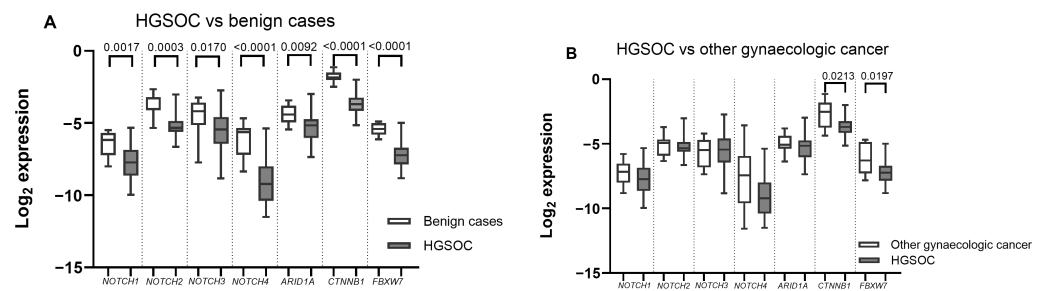 A
HGSOC vs benign cases
0.0017 0.0003 0.0170 <0.0001 0.0092 <0.0001 <0.0001
0
−5
−10
−15
Log2 expression
Benign cases
HGSOC
NOTCH1 NOTCH2 NOTCH3 NOTCH4 ARID1A CTNNB1 FBXW7
B
HGSOC vs other gynaecologic cancer
0.0213 0.0197
0
−5
−10
−15
Log2 expression
Other gynaecologic cancer
HGSOC
NOTCH1 NOTCH2 NOTCH3 NOTCH4 ARID1A CTNNB1 FBXW7